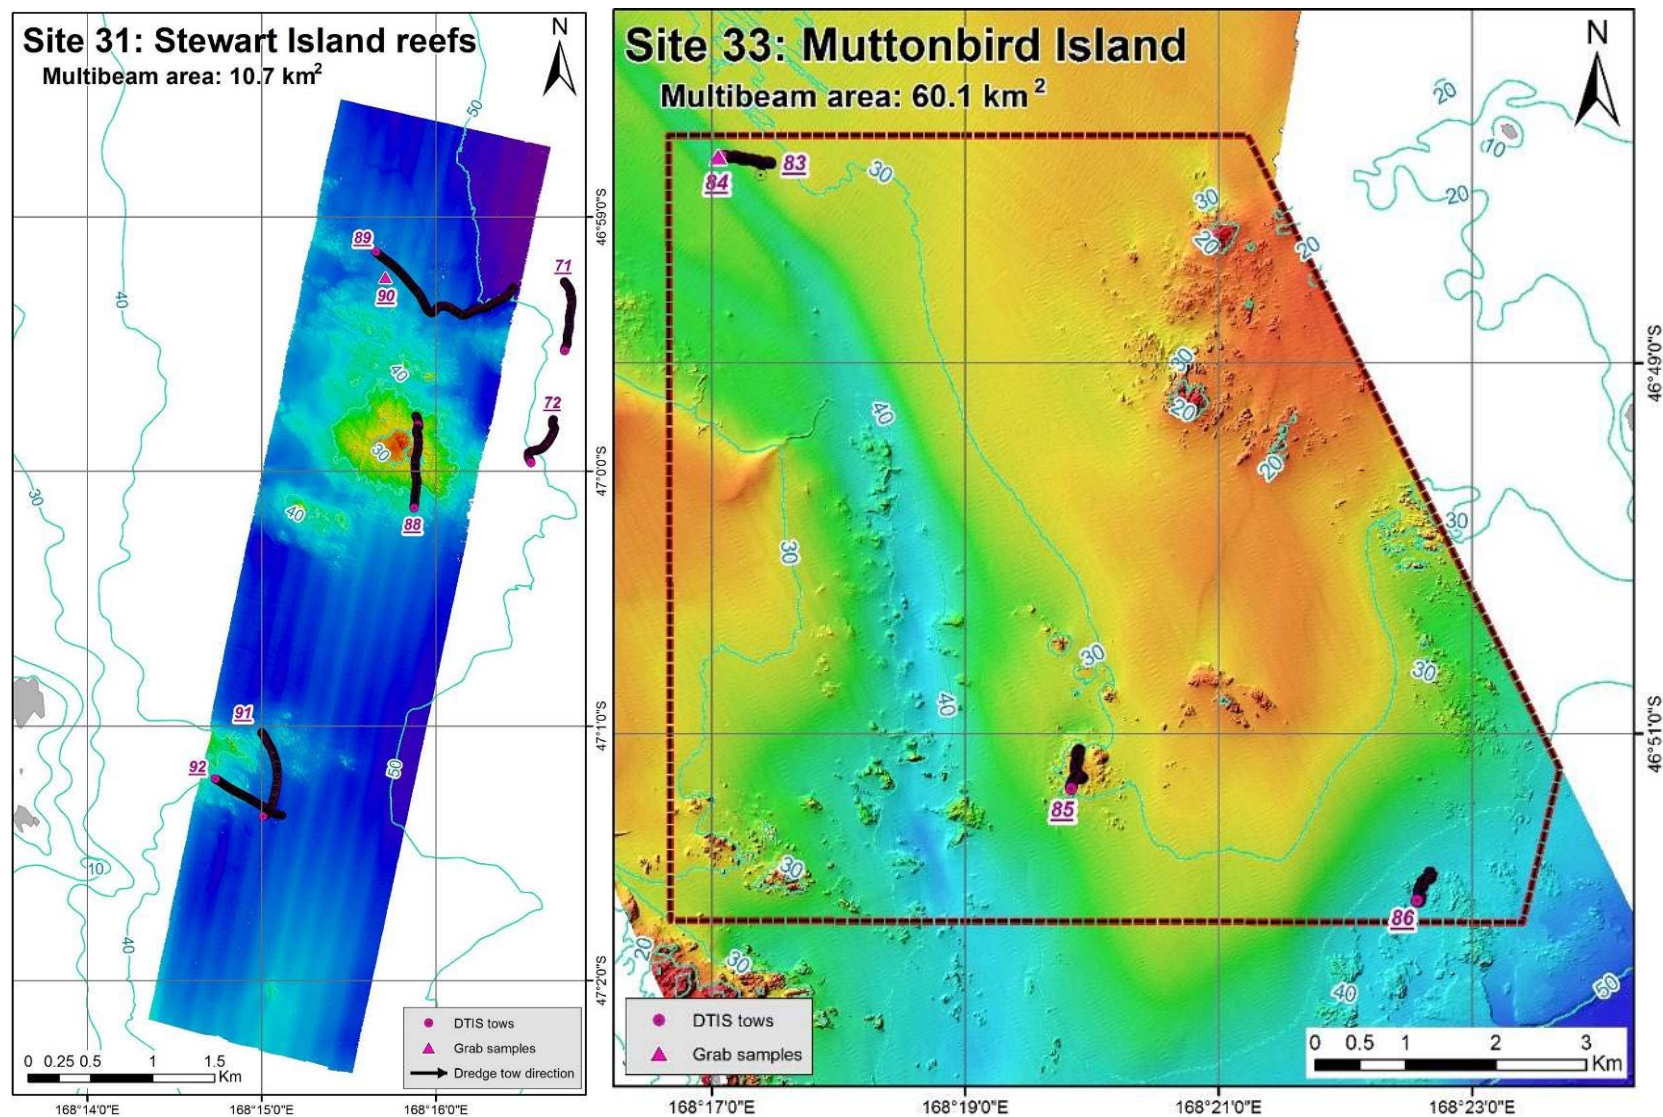 Site 31: Stewart Island reefs
Multibeam area: 10.7 km²
N
50
89
90
71
40
40
72
30
30
40
88
91
92
50
10
40
DTIS tows
Grab samples
Dredge tow direction
0 0.25 0.5 1 1.5
Km
168°14'0"E 168°15'0"E 168°16'0"E
46°59'0"S
47°0'0"S
47°1'0"S
47°2'0"S
Site 33: Muttonbird Island
Multibeam area: 60.1 km²
N
20
10
20
83
84
30
30
20
20
30
20
40
20
30
30
30
30
40
85
30
86
20
30
40
50
DTIS tows
Grab samples
0 0.5 1 2 3
Km
168°17'0"E 168°19'0"E 168°21'0"E 168°23'0"E
46°49'0"S
46°51'0"S